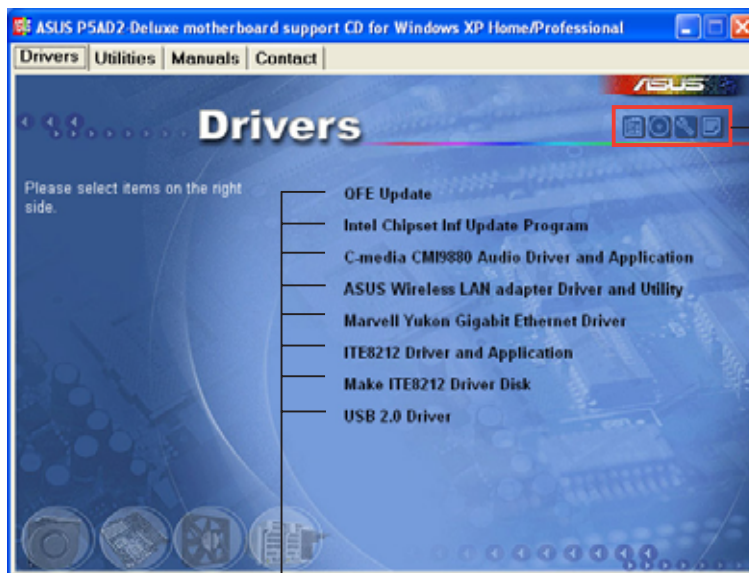 ASUS P5AD2-Deluxe motherboard support CD for Windows XP Home/Professional
Drivers Utilities Manuals Contact
ASUS
Drivers
Please select items on the right
side.
QFE Update
Intel Chipset Inf Update Program
C-media CMI9880 Audio Driver and Application
ASUS Wireless LAN adapter Driver and Utility
Marvell Yukon Gigabit Ethernet Driver
ITE8212 Driver and Application
Make ITE8212 Driver Disk
USB 2.0 Driver